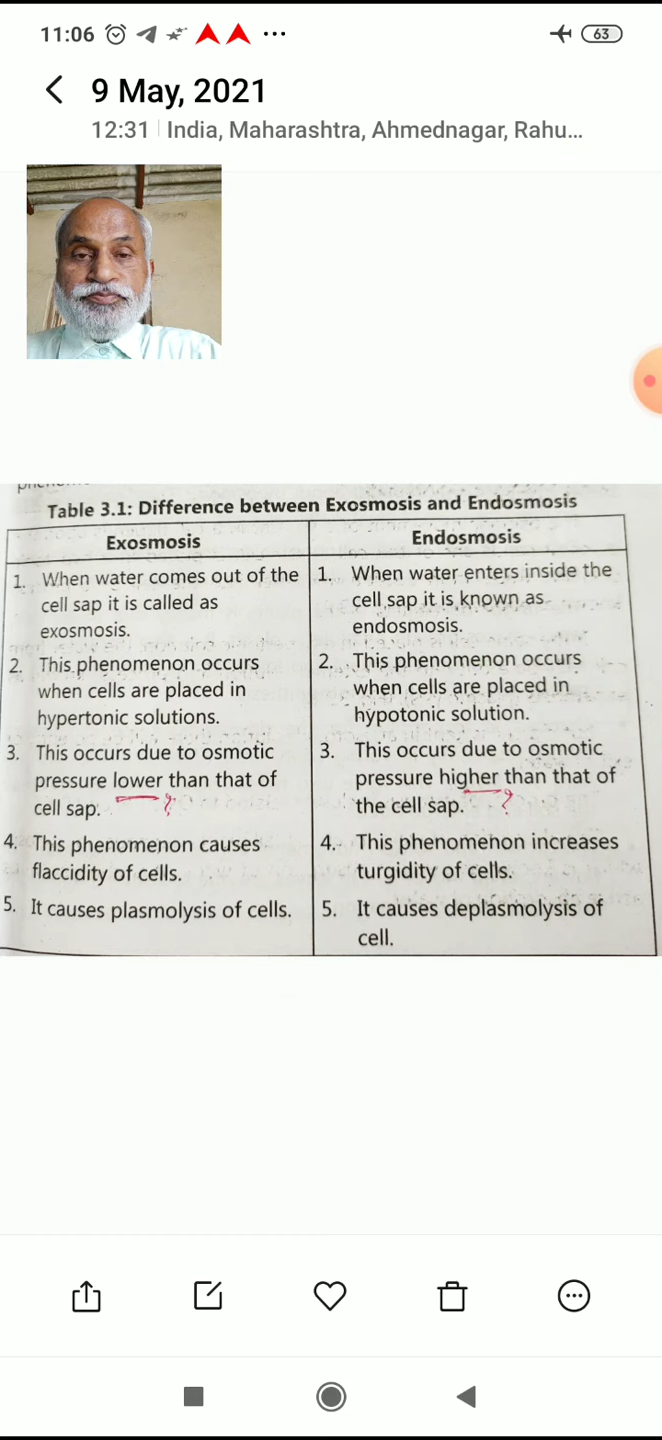 11:06
63
9 May, 2021
12:31 | India, Maharashtra, Ahmednagar, Rahu...
Table 3.1: Difference between Exosmosis and Endosmosis
Exosmosis
1. When water comes out of the
cell sap it is called as
exosmosis.
2. This phenomenon occurs
when cells are placed in
hypertonic solutions.
3. This occurs due to osmotic
pressure lower than that of
cell sap.
?
4. This phenomenon causes
flaccidity of cells.
5. It causes plasmolysis of cells.
Endosmosis
1. When water enters inside the
cell sap it is known as
endosmosis.
2. This phenomenon occurs
when cells are placed in
hypotonic solution.
3. This occurs due to osmotic
pressure higher than that of
the cell sap.
?
4. This phenomenon increases
turgidity of cells.
5. It causes deplasmolysis of
cell.